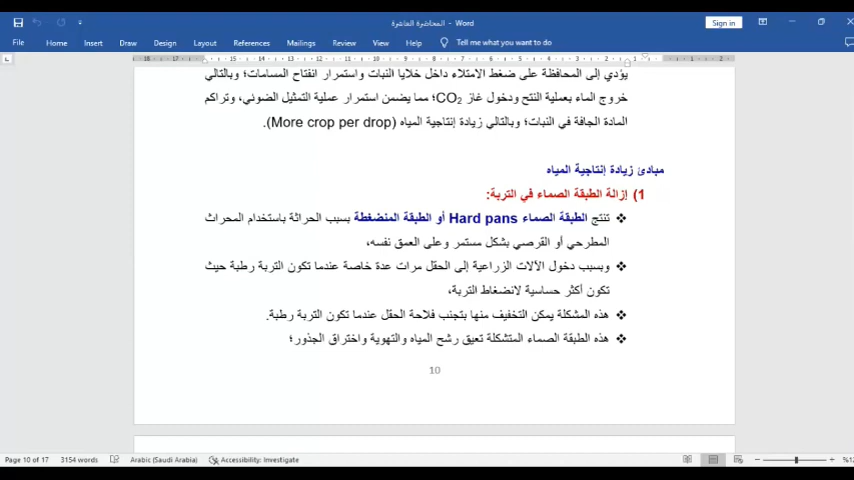 المحاضرة العاشرة - Word
Sign in
File Home Insert Draw Design Layout References Mailings Review View Help Tell me what you want to do
يؤدي إلى المحافظة على ضغط الامتلاء داخل خلايا النبات واستمرار انفتاح المسامات؛ وبالتالي
خروج الماء بعملية النتح ودخول غاز CO2؛ مما يضمن استمرار عملية التمثيل الضوئي، وتراكم
المادة الجافة في النبات؛ وبالتالي زيادة إنتاجية المياه (More crop per drop).
مبادئ زيادة إنتاجية المياه
1) إزالة الطبقة الصماء في التربة:
❖ تنتج الطبقة الصماء Hard pans أو الطبقة المنضغطة بسبب الحراثة باستخدام المحراث
المطرحي أو القرصي بشكل مستمر وعلى العمق نفسه،
❖ وبسبب دخول الآلات الزراعية إلى الحقل مرات عدة خاصة عندما تكون التربة رطبة حيث
تكون أكثر حساسية لانضغاط التربة،
❖ هذه المشكلة يمكن التخفيف منها بتجنب فلاحة الحقل عندما تكون التربة رطبة.
❖ هذه الطبقة الصماء المتشكلة تعيق رشح المياه والتهوية واختراق الجذور؛
10
Page 10 of 17 3154 words Arabic (Saudi Arabia) Accessibility: Investigate